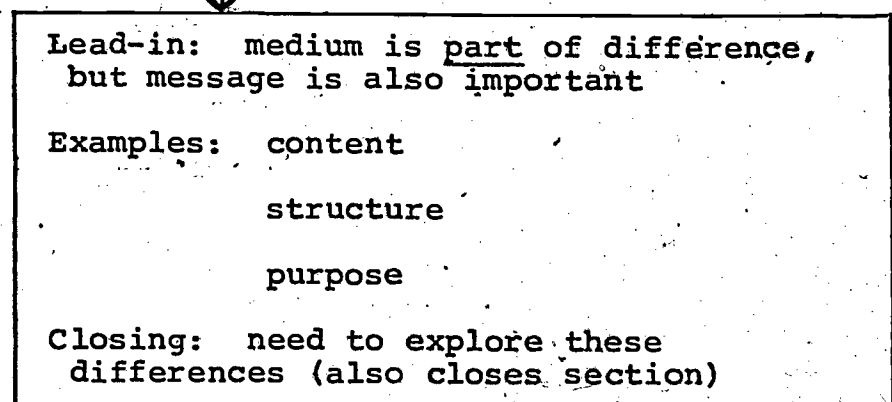 Lead-in: medium is part of difference,
but message is also important
Examples: content
structure
purpose
Closing: need to explore these
differences (also closes section)